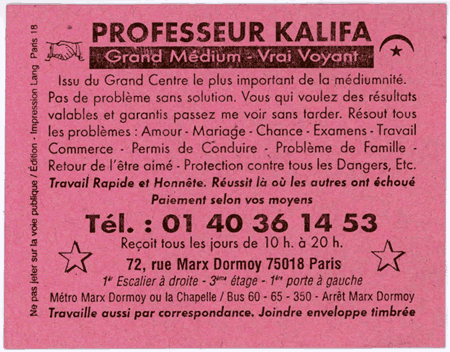 PROFESSEUR KALIFA
Grand Médium - Vrai Voyant
Issu du Grand Centre le plus important de la médiumnité.
Pas de problème sans solution. Vous qui voulez des résultats
valables et garantis passez me voir sans tarder. Résout tous
les problèmes : Amour - Mariage - Chance - Examens - Travail
Commerce - Permis de Conduire - Problème de Famille -
Retour de l'être aimé - Protection contre tous les Dangers, Etc.
Travail Rapide et Honnête. Réussit là où les autres ont échoué
Paiement selon vos moyens
Tél. : 01 40 36 14 53
Reçoit tous les jours de 10 h. à 20 h.
72, rue Marx Dormoy 75018 Paris
1er Escalier à droite - 3ème étage - 1ère porte à gauche
Métro Marx Dormoy ou la Chapelle / Bus 60 - 65 - 350 - Arrêt Marx Dormoy
Travaille aussi par correspondance. Joindre enveloppe timbrée
Ne pas jeter sur la voie publique / Édition - Impression Lang Paris 18